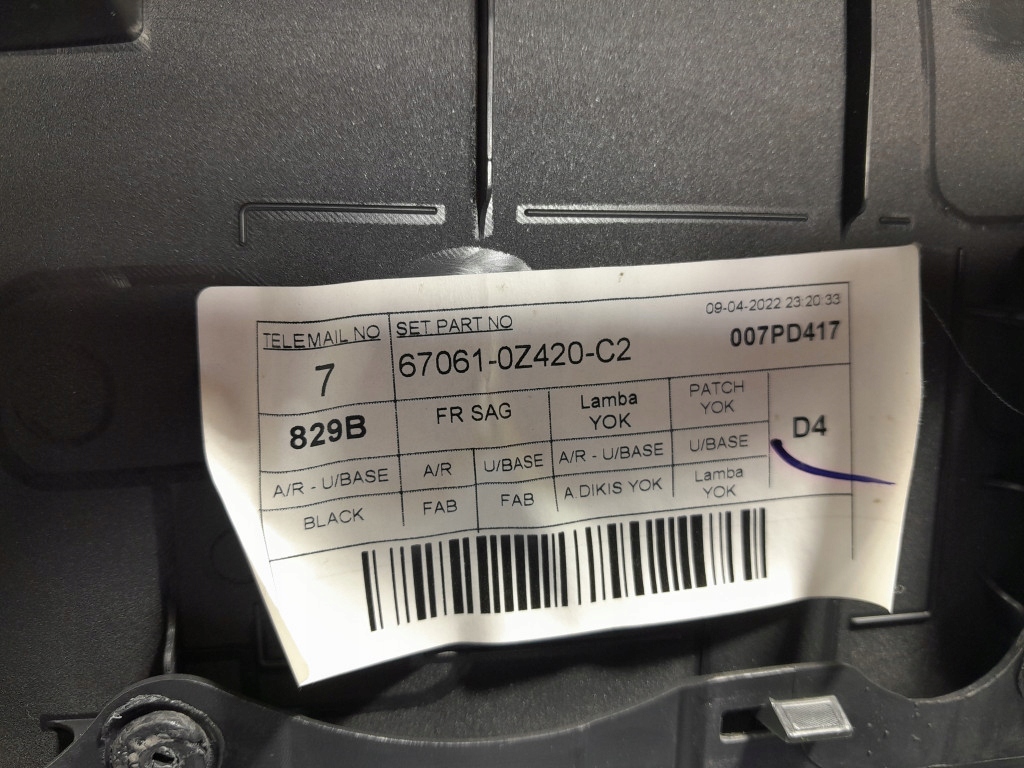 TELEMAIL NO
7
SET PART NO
67061-0Z420-C2
09-04-2022 23:20:33
007PD417
829B
FR SAG
Lamba
YOK
PATCH
YOK
D4
A/R - U/BASE
A/R
U/BASE
A/R - U/BASE
U/BASE
BLACK
FAB
FAB
A.DIKIS YOK
Lamba
YOK